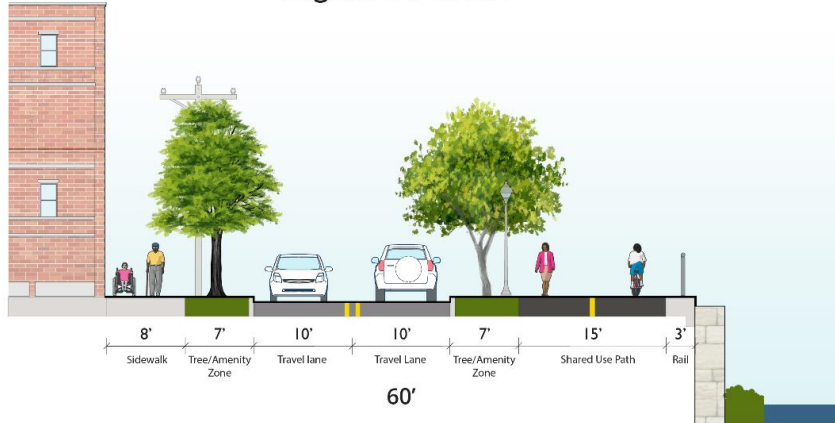 8’ 7’ 10’ 10’ 7’ 15’ 3’
Sidewalk Tree/Amenity Zone Travel lane Travel Lane Tree/Amenity Zone Shared Use Path Rail
60’